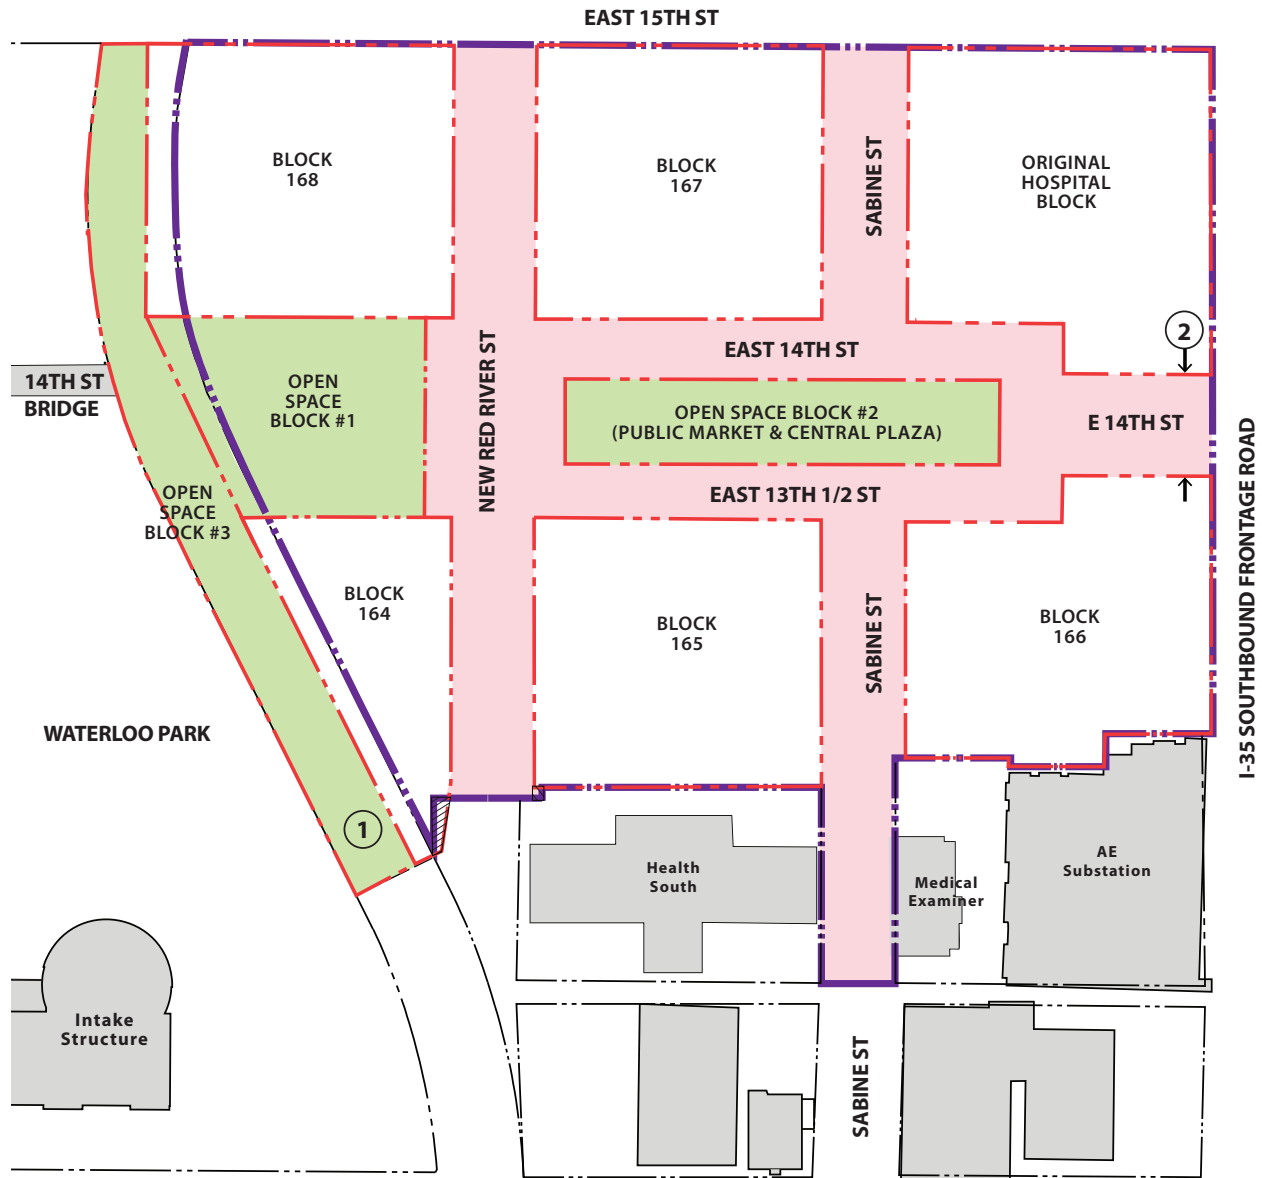 EAST 15TH ST
BLOCK
168
BLOCK
167
SABINE ST
ORIGINAL
HOSPITAL
BLOCK
2
NEW RED RIVER ST
EAST 14TH ST
14TH ST
BRIDGE
OPEN
SPACE
BLOCK #1
OPEN SPACE BLOCK #2
(PUBLIC MARKET & CENTRAL PLAZA)
E 14TH ST
I-35 SOUTHBOUND FRONTAGE ROAD
OPEN
SPACE
BLOCK #3
EAST 13TH 1/2 ST
BLOCK
164
BLOCK
165
SABINE ST
BLOCK
166
WATERLOO PARK
1
Health
South
Medical
Examiner
AE
Substation
Intake
Structure
SABINE ST